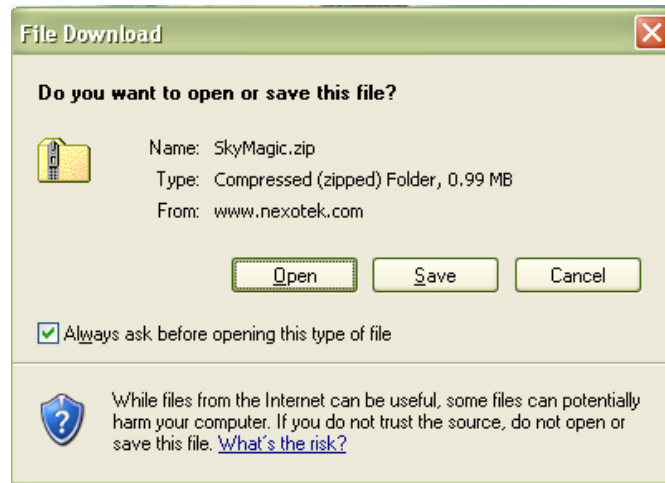 File Download
Do you want to open or save this file?
Name: SkyMagic.zip
Type: Compressed (zipped) Folder, 0.99 MB
From: www.nexotek.com
Open Save Cancel
Always ask before opening this type of file
While files from the Internet can be useful, some files can potentially
harm your computer. If you do not trust the source, do not open or
save this file. What's the risk?